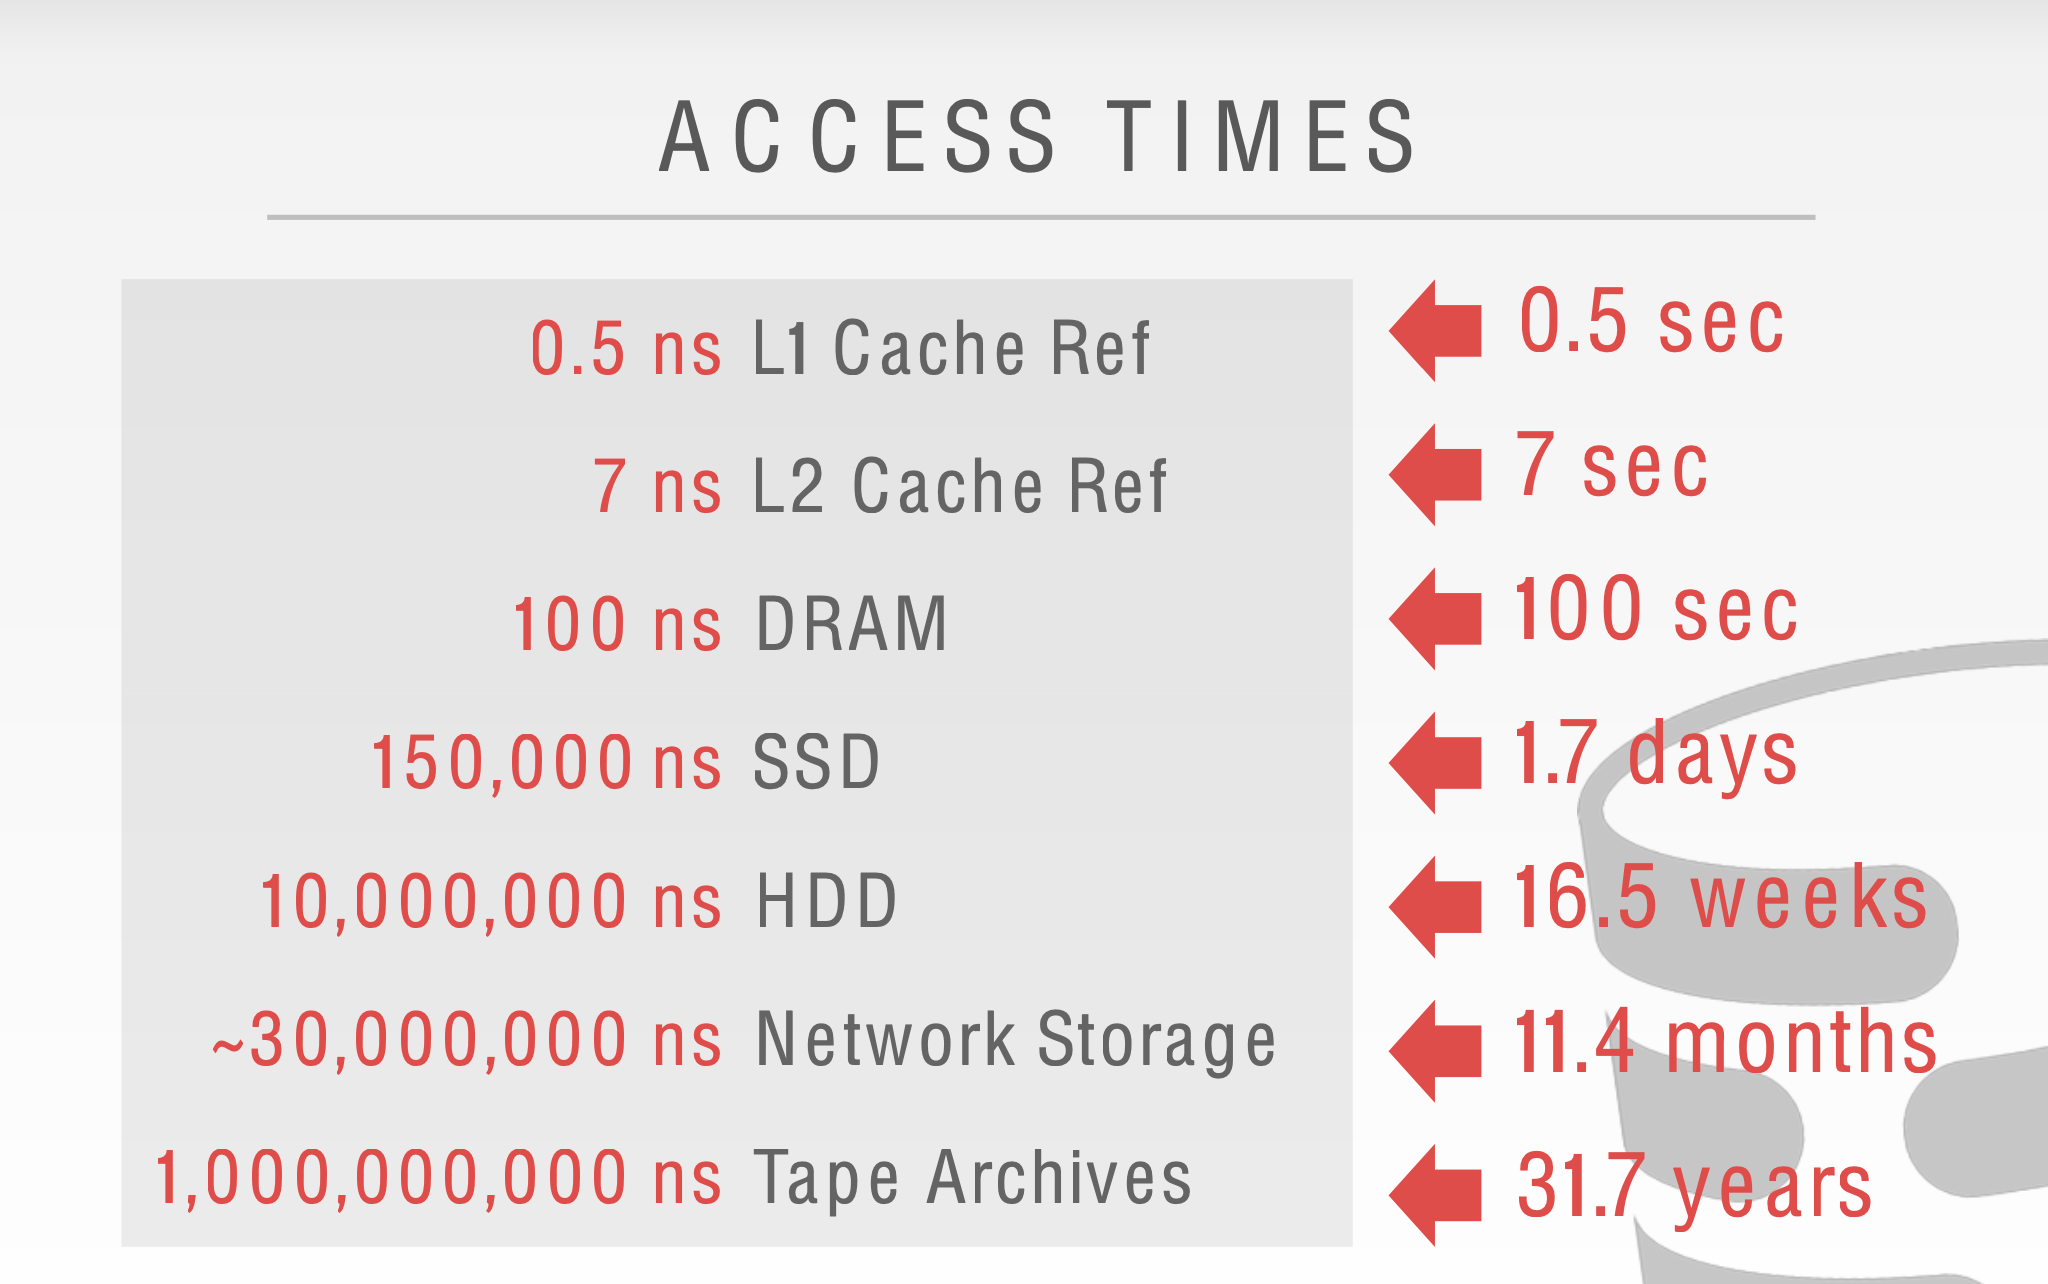 ACCESS TIMES
0.5 ns L1 Cache Ref 0.5 sec
7 ns L2 Cache Ref 7 sec
100 ns DRAM 100 sec
150,000 ns SSD 1.7 days
10,000,000 ns HDD 16.5 weeks
~30,000,000 ns Network Storage 11.4 months
1,000,000,000 ns Tape Archives 31.7 years